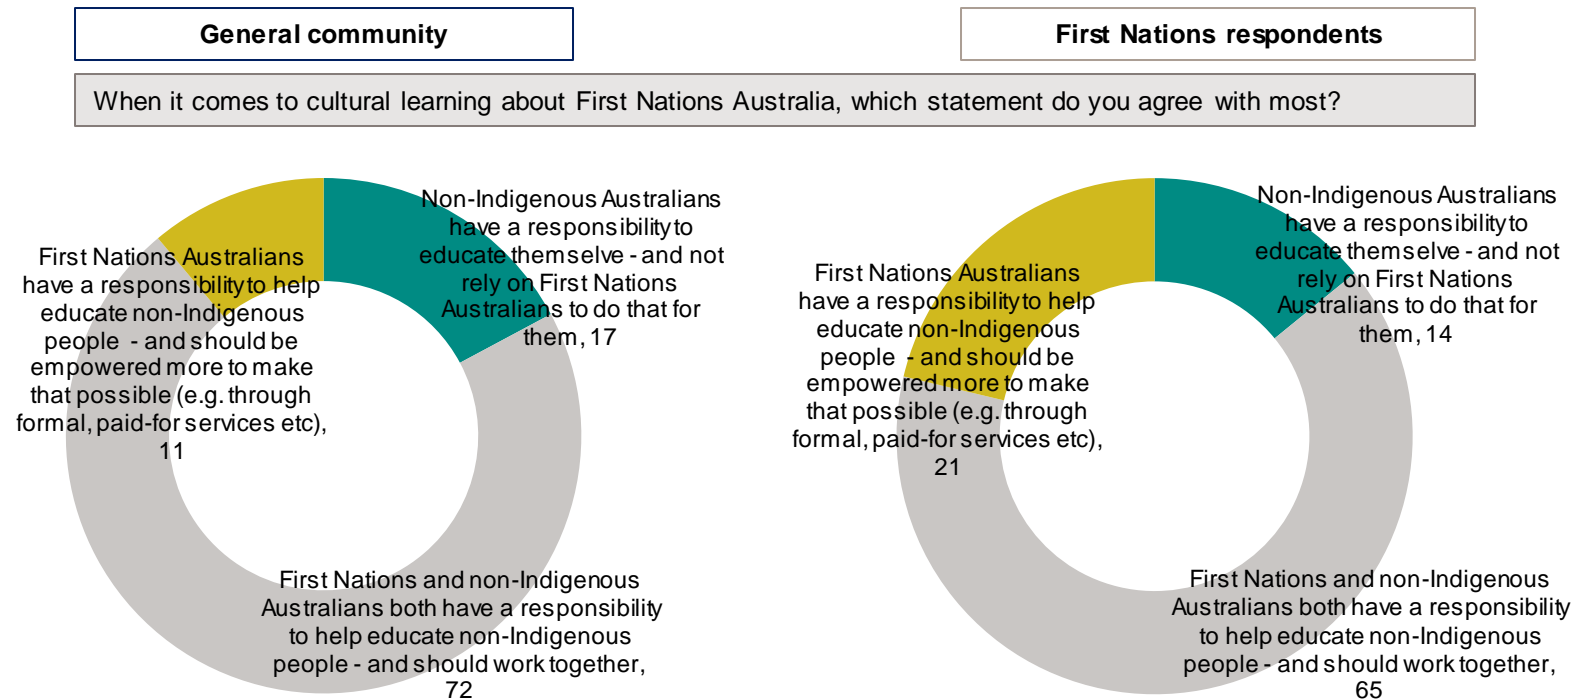 General community
First Nations respondents
When it comes to cultural learning about First Nations Australia, which statement do you agree with most?
Non-Indigenous Australians
have a responsibility to
educate themselve - and not
rely on First Nations
Australians to do that for
them, 17
First Nations Australians
have a responsibility to help
educate non-Indigenous
people - and should be
empowered more to make
that possible (e.g. through
formal, paid-for services etc),
11
First Nations and non-Indigenous
Australians both have a responsibility
to help educate non-Indigenous
people - and should work together,
72
Non-Indigenous Australians
have a responsibility to
educate themselve - and not
rely on First Nations
Australians to do that for
them, 14
First Nations Australians
have a responsibility to help
educate non-Indigenous
people - and should be
empowered more to make
that possible (e.g. through
formal, paid-for services etc),
21
First Nations and non-Indigenous
Australians both have a responsibility
to help educate non-Indigenous
people - and should work together,
65